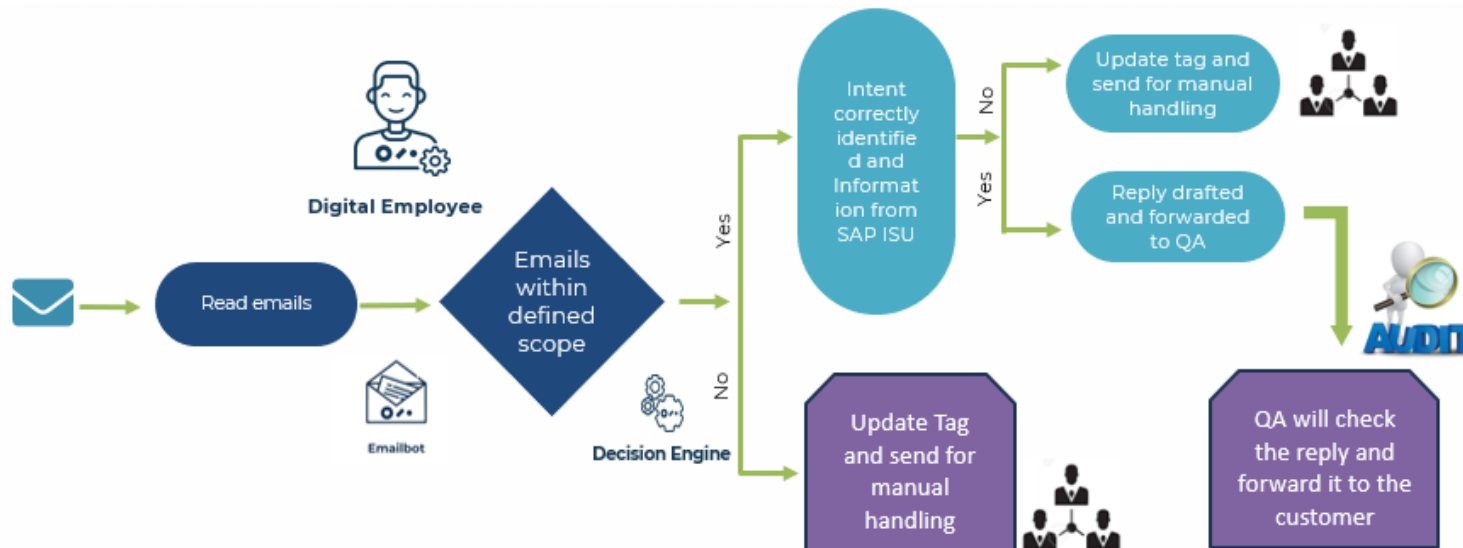 Digital Employee
Read emails
Emailbot
Emails
within
defined
scope
Decision Engine
Yes
No
Intent
correctly
identifie
d and
Informat
ion from
SAP ISU
No
Yes
Update tag and
send for manual
handling
Reply drafted
and forwarded
to QA
AUDIT
Update Tag
and send for
manual
handling
QA will check
the reply and
forward it to the
customer